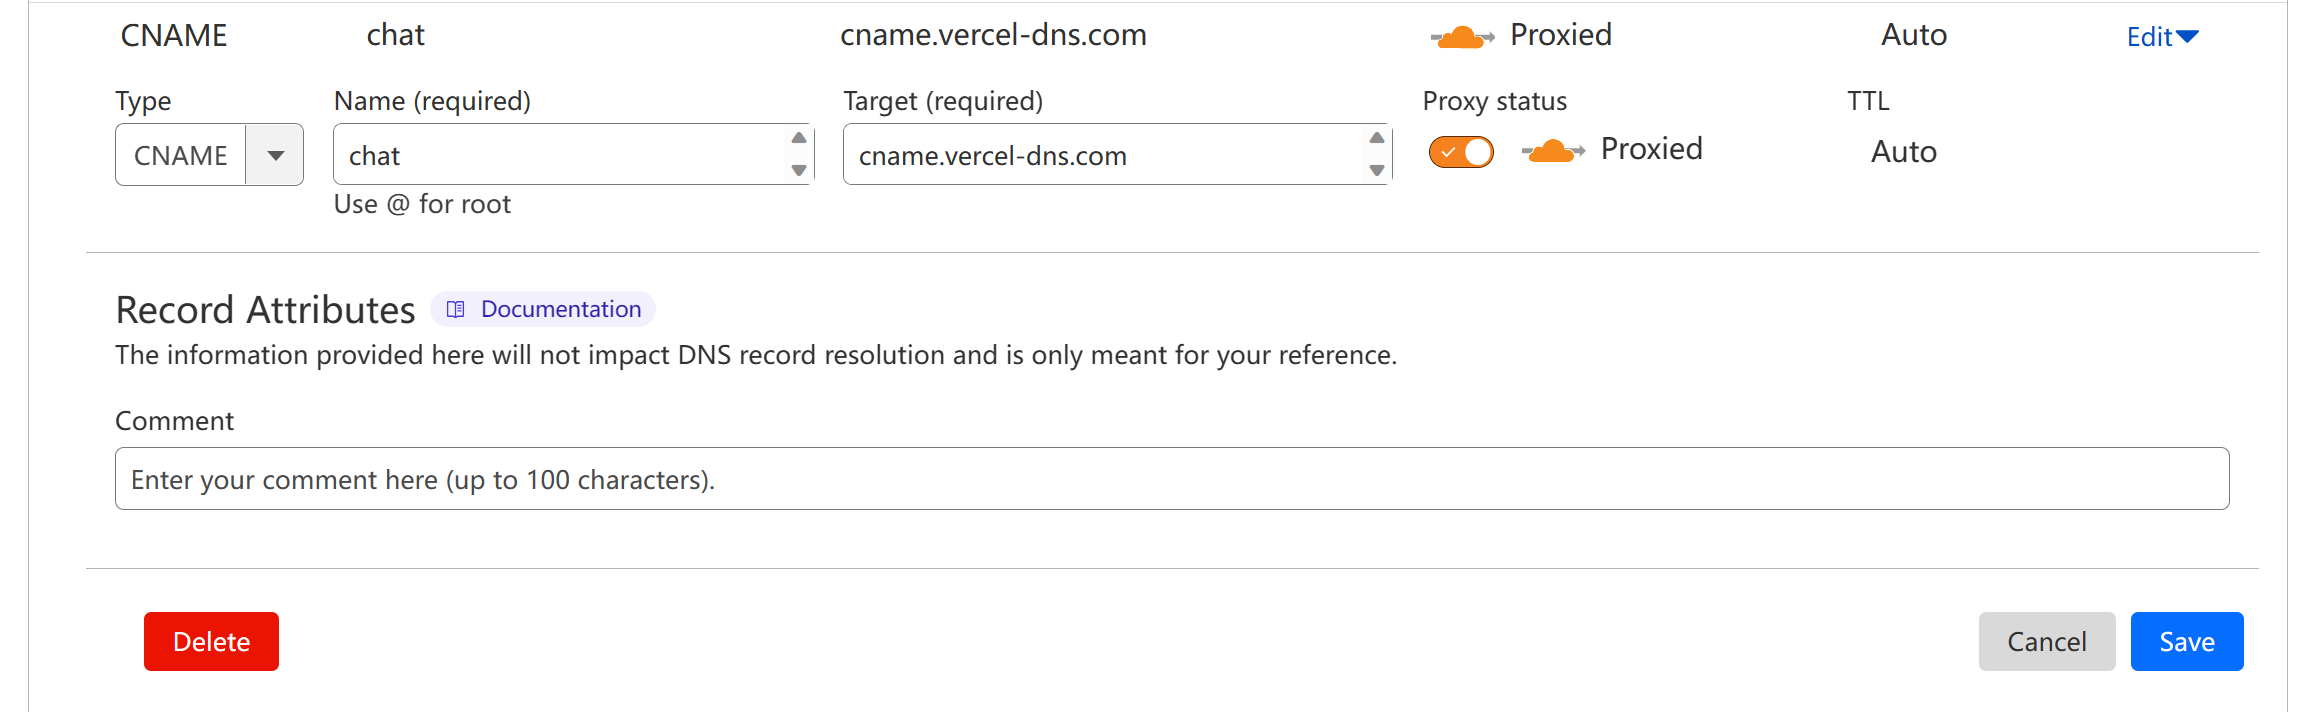 CNAME chat cname.vercel-dns.com Proxied Auto Edit
Type Name (required) Target (required) Proxy status TTL
CNAME chat cname.vercel-dns.com Proxied Auto
Use @ for root
Record Attributes Documentation
The information provided here will not impact DNS record resolution and is only meant for your reference.
Comment
Enter your comment here (up to 100 characters).
Delete Cancel Save